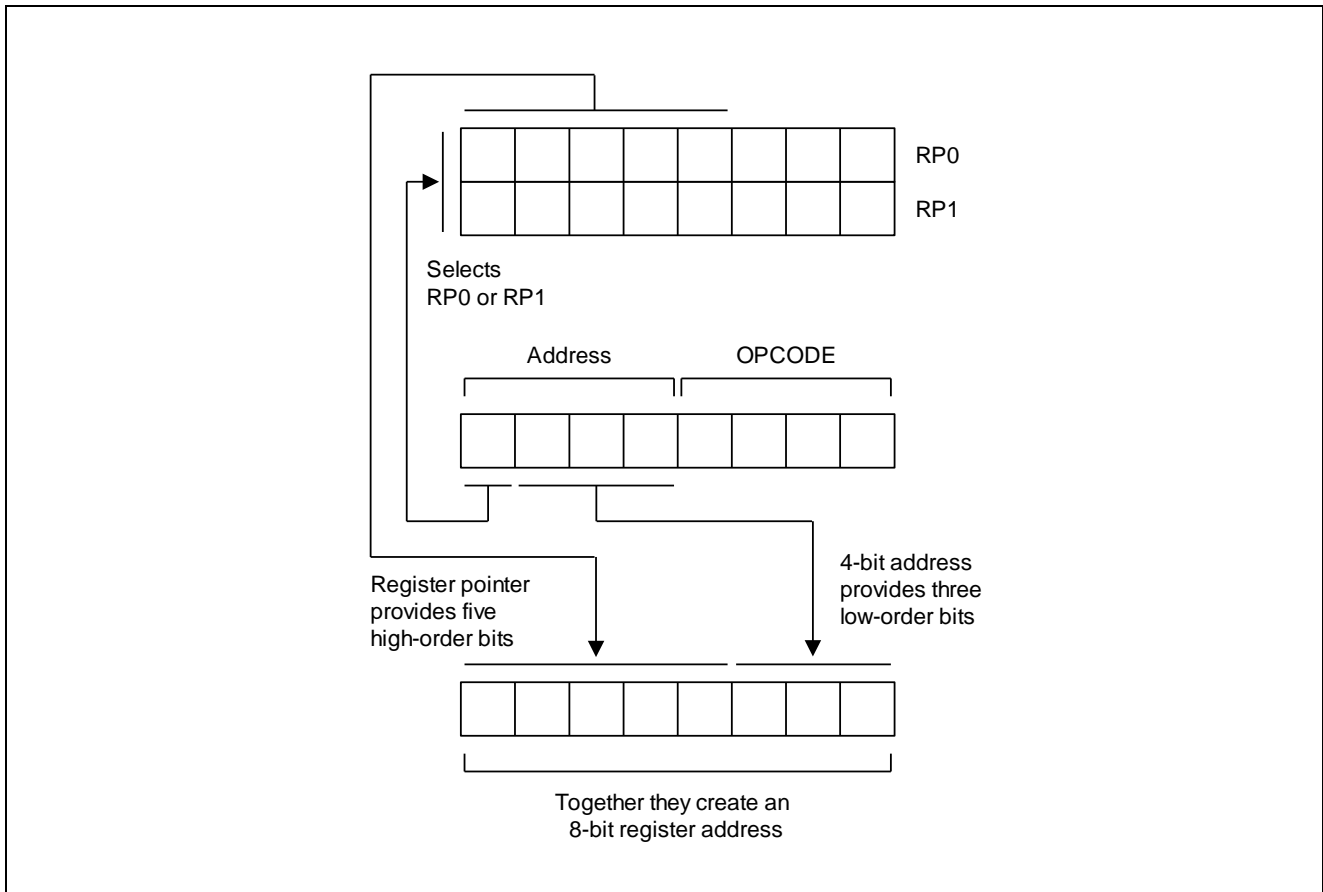 RP0
RP1
Selects
RP0 or RP1
Address
OPCODE
Register pointer
provides five
high-order bits
4-bit address
provides three
low-order bits
Together they create an
8-bit register address